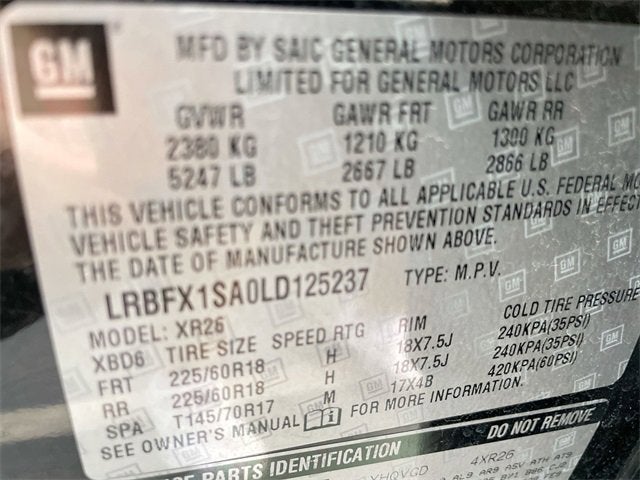 GM
MFD BY SAIC GENERAL MOTORS CORPORATION
LIMITED FOR GENERAL MOTORS LLC
GVWR GAWR FRT GAWR RR
2380 KG 1210 KG 1300 KG
5247 LB 2667 LB 2866 LB
THIS VEHICLE CONFORMS TO ALL APPLICABLE U.S. FEDERAL MO
VEHICLE SAFETY AND THEFT PREVENTION STANDARDS IN EFFECT
THE DATE OF MANUFACTURE SHOWN ABOVE.
LRBFX1SA0LD125237 TYPE: M.P.V.
MODEL: XR26
XBD6 TIRE SIZE SPEED RTG RIM COLD TIRE PRESSURE
FRT 225/60R18 H 18X7.5J 240KPA(35PSI)
RR 225/60R18 H 18X7.5J 240KPA(35PSI)
SPA T145/70R17 M 17X4B 420KPA(60PSI)
SEE OWNER'S MANUAL FOR MORE INFORMATION.
DO NOT REMOVE
PARTS IDENTIFICATION
4XR26